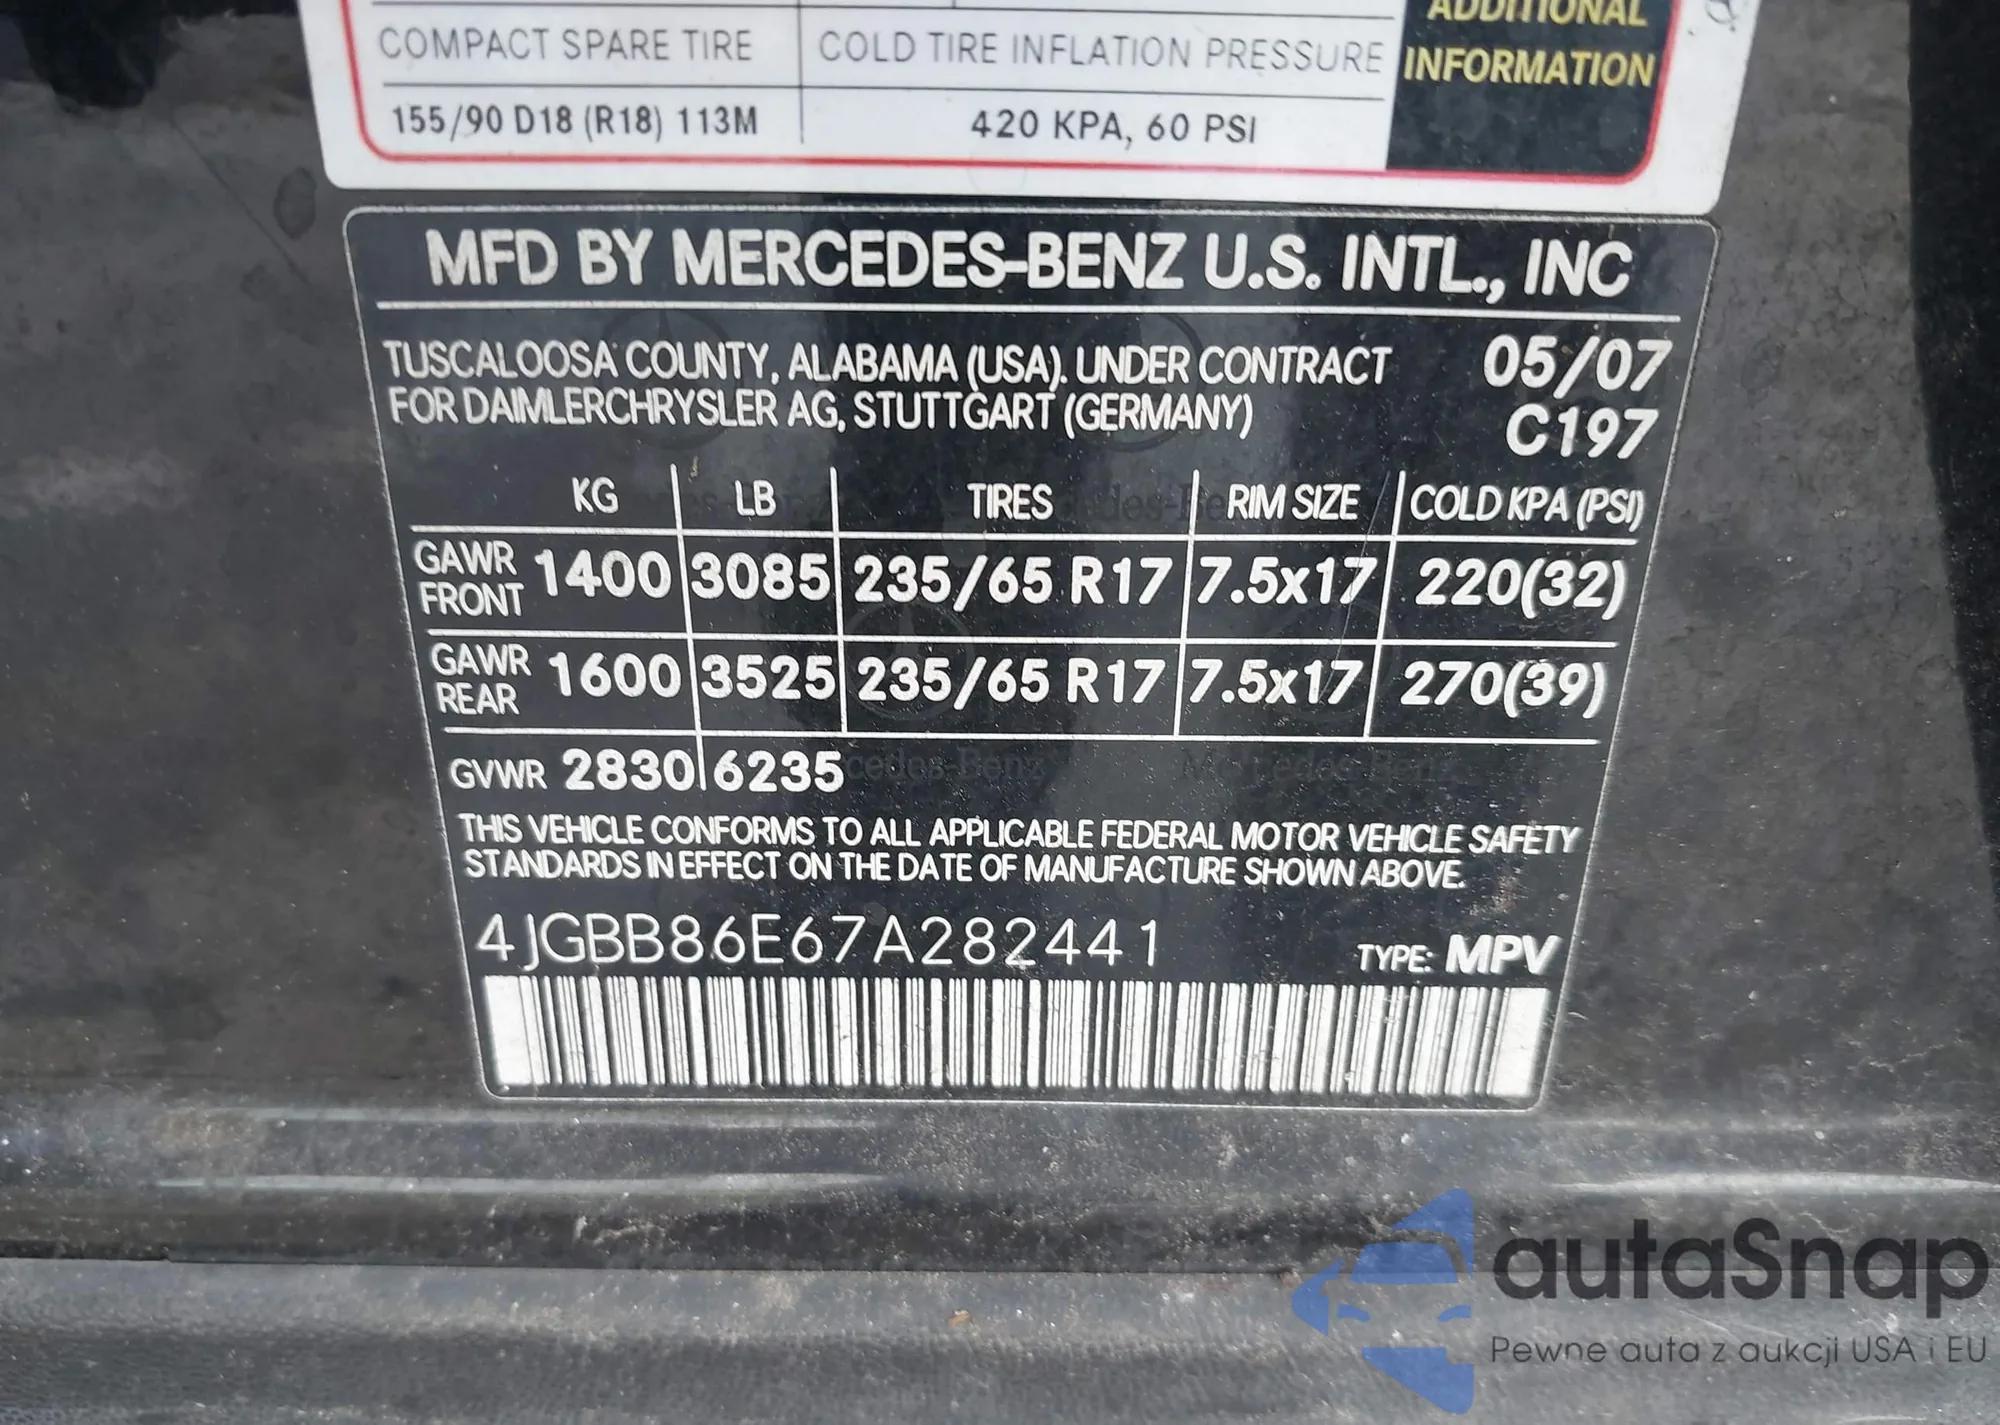 ADDITIONAL
INFORMATION
COMPACT SPARE TIRE COLD TIRE INFLATION PRESSURE
155/90 D18 (R18) 113M 420 KPA, 60 PSI
MFD BY MERCEDES-BENZ U.S. INTL., INC
TUSCALOOSA COUNTY, ALABAMA (USA). UNDER CONTRACT 05/07
FOR DAIMLERCHRYSLER AG, STUTTGART (GERMANY) C197
KG LB TIRES RIM SIZE COLD KPA (PSI)
GAWR FRONT 1400 3085 235/65 R17 7.5x17 220(32)
GAWR REAR 1600 3525 235/65 R17 7.5x17 270(39)
GVWR 2830 6235
THIS VEHICLE CONFORMS TO ALL APPLICABLE FEDERAL MOTOR VEHICLE SAFETY
STANDARDS IN EFFECT ON THE DATE OF MANUFACTURE SHOWN ABOVE.
4JGBB86E67A282441 TYPE: MPV
autaSnap
Pewne auta z aukcji USA i EU